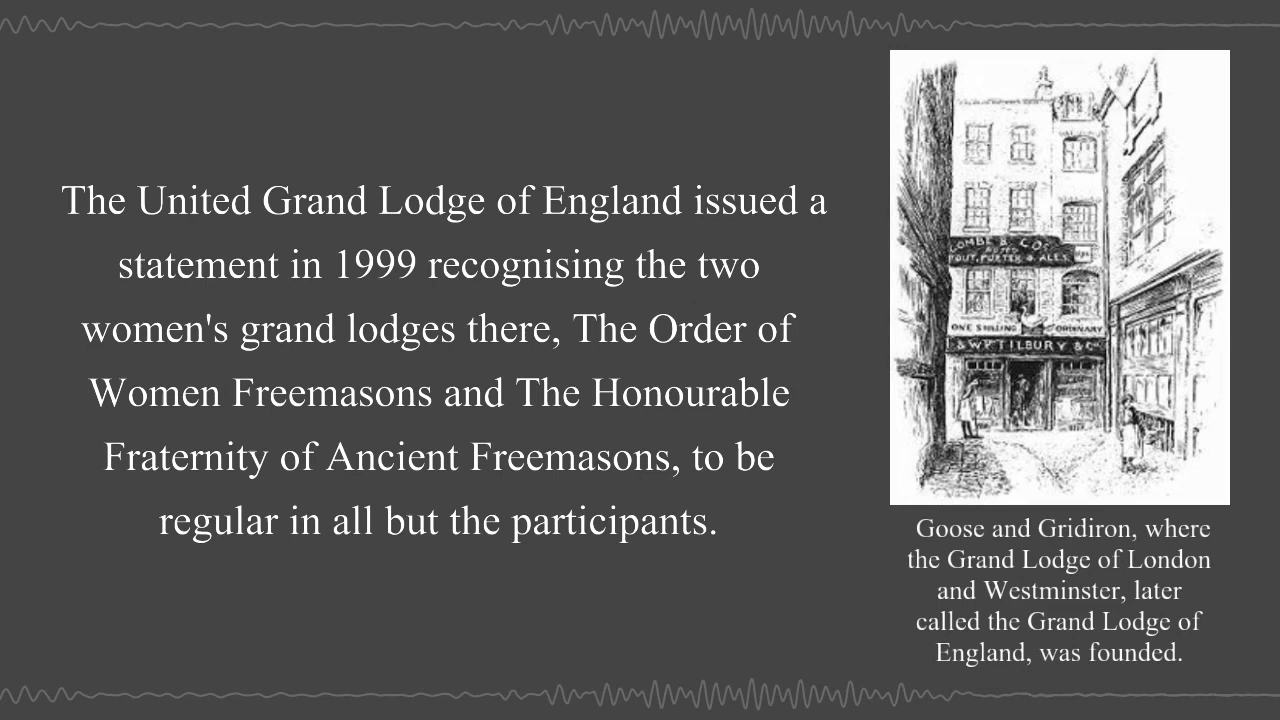 The United Grand Lodge of England issued a
statement in 1999 recognising the two
women's grand lodges there, The Order of
Women Freemasons and The Honourable
Fraternity of Ancient Freemasons, to be
regular in all but the participants.
ONE SHILLING ORDINARY
TILBURY & Co
Goose and Gridiron, where
the Grand Lodge of London
and Westminster, later
called the Grand Lodge of
England, was founded.